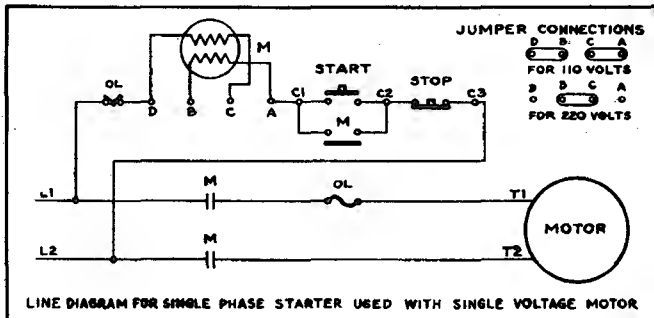 JUMPER CONNECTIONS
D B C A
FOR 110 VOLTS
D D C A
FOR 220 VOLTS
M
OL
D B C A
START
C1 C2
M
STOP
C3
L1 M OL T1
MOTOR
L2 M T2
LINE DIAGRAM FOR SINGLE PHASE STARTER USED WITH SINGLE VOLTAGE MOTOR